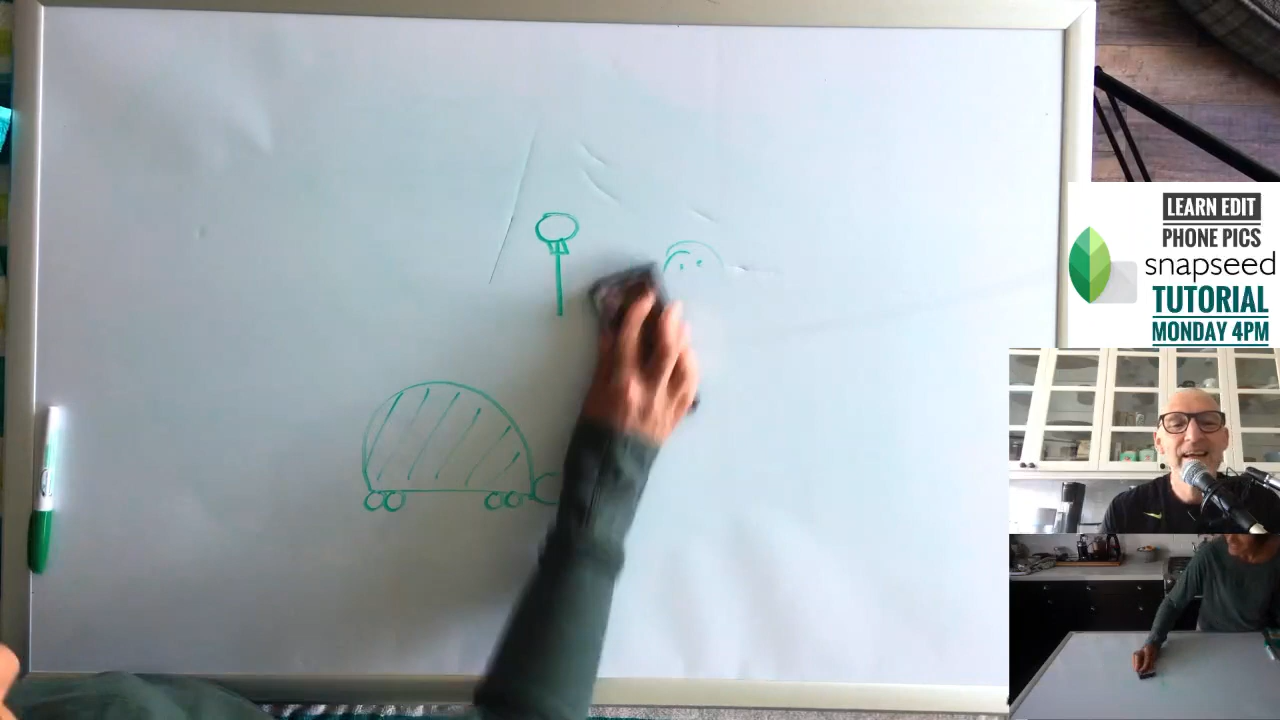 LEARN EDIT
PHONE PICS
snapseed
TUTORIAL
MONDAY 4PM